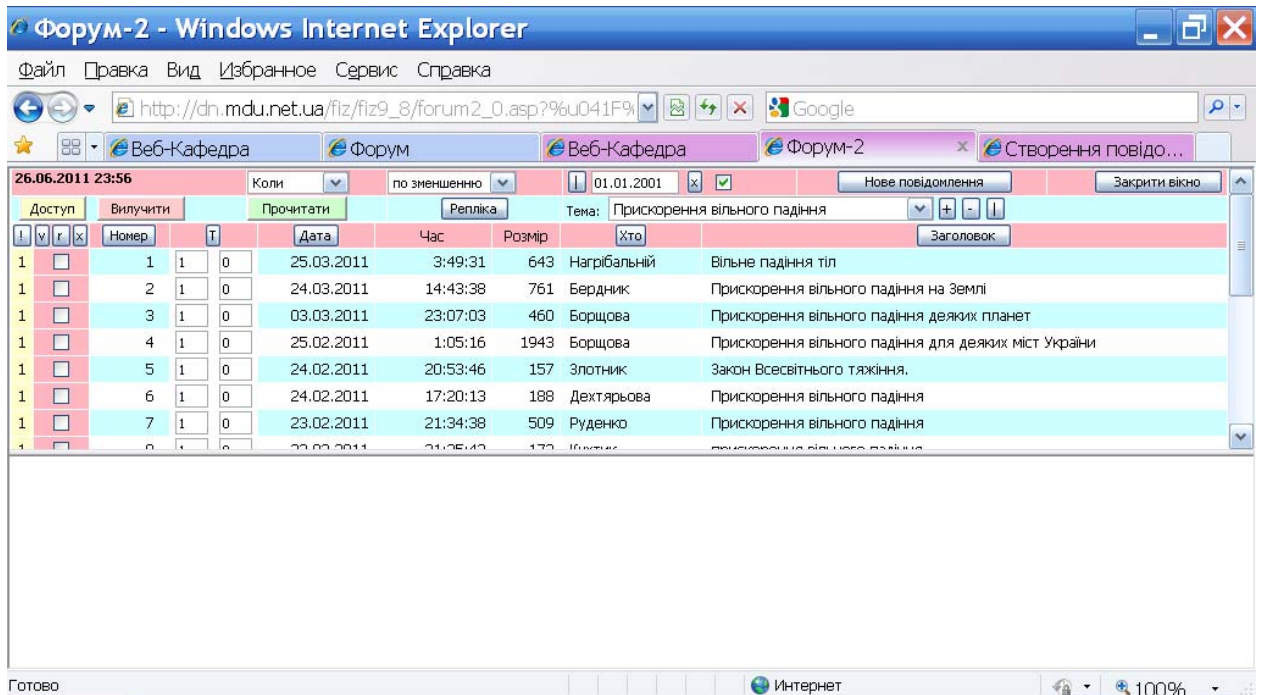 Форум-2 - Windows Internet Explorer
Файл Правка Вид Избранное Сервис Справка
http://dn.mdu.net.ua/fiz/fiz9_8/forum2_0.asp?%u041F% Google
Веб-Кафедра Форум Веб-Кафедра Форум-2 x Створення повідо...
26.06.2011 23:56 Коли по зменшенню | 01.01.2001 x Нове повідомлення Закрити вікно
Доступ Вилучити Прочитати Репліка Тема: Прискорення вільного падіння + - |
! v r x Номер T Дата Час Розмір Хто Заголовок
1 1 1 0 25.03.2011 3:49:31 643 Нагрібальній Вільне падіння тіл
1 2 1 0 24.03.2011 14:43:38 761 Бердник Прискорення вільного падіння на Землі
1 3 1 0 03.03.2011 23:07:03 460 Борщова Прискорення вільного падіння деяких планет
1 4 1 0 25.02.2011 1:05:16 1943 Борщова Прискорення вільного падіння для деяких міст України
1 5 1 0 24.02.2011 20:53:46 157 Злотник Закон Всесвітнього тяжіння.
1 6 1 0 24.02.2011 17:20:13 188 Дехтярьова Прискорення вільного падіння
1 7 1 0 23.02.2011 21:34:38 509 Руденко Прискорення вільного падіння
Готово Интернет 100%